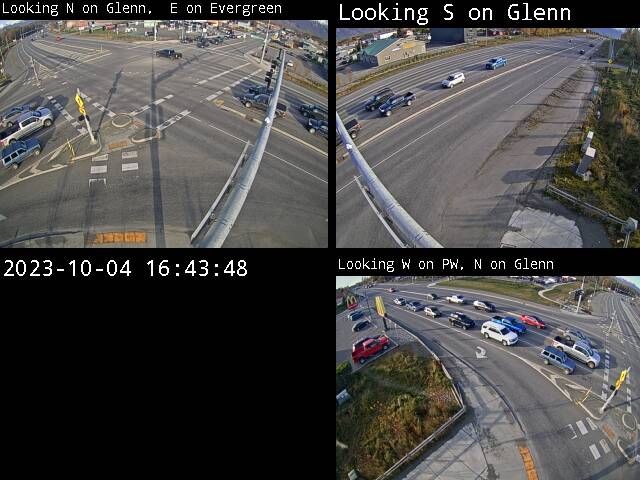 Looking N on Glenn, E on Evergreen
Looking S on Glenn
2023-10-04 16:43:48
Looking W on PW, N on Glenn